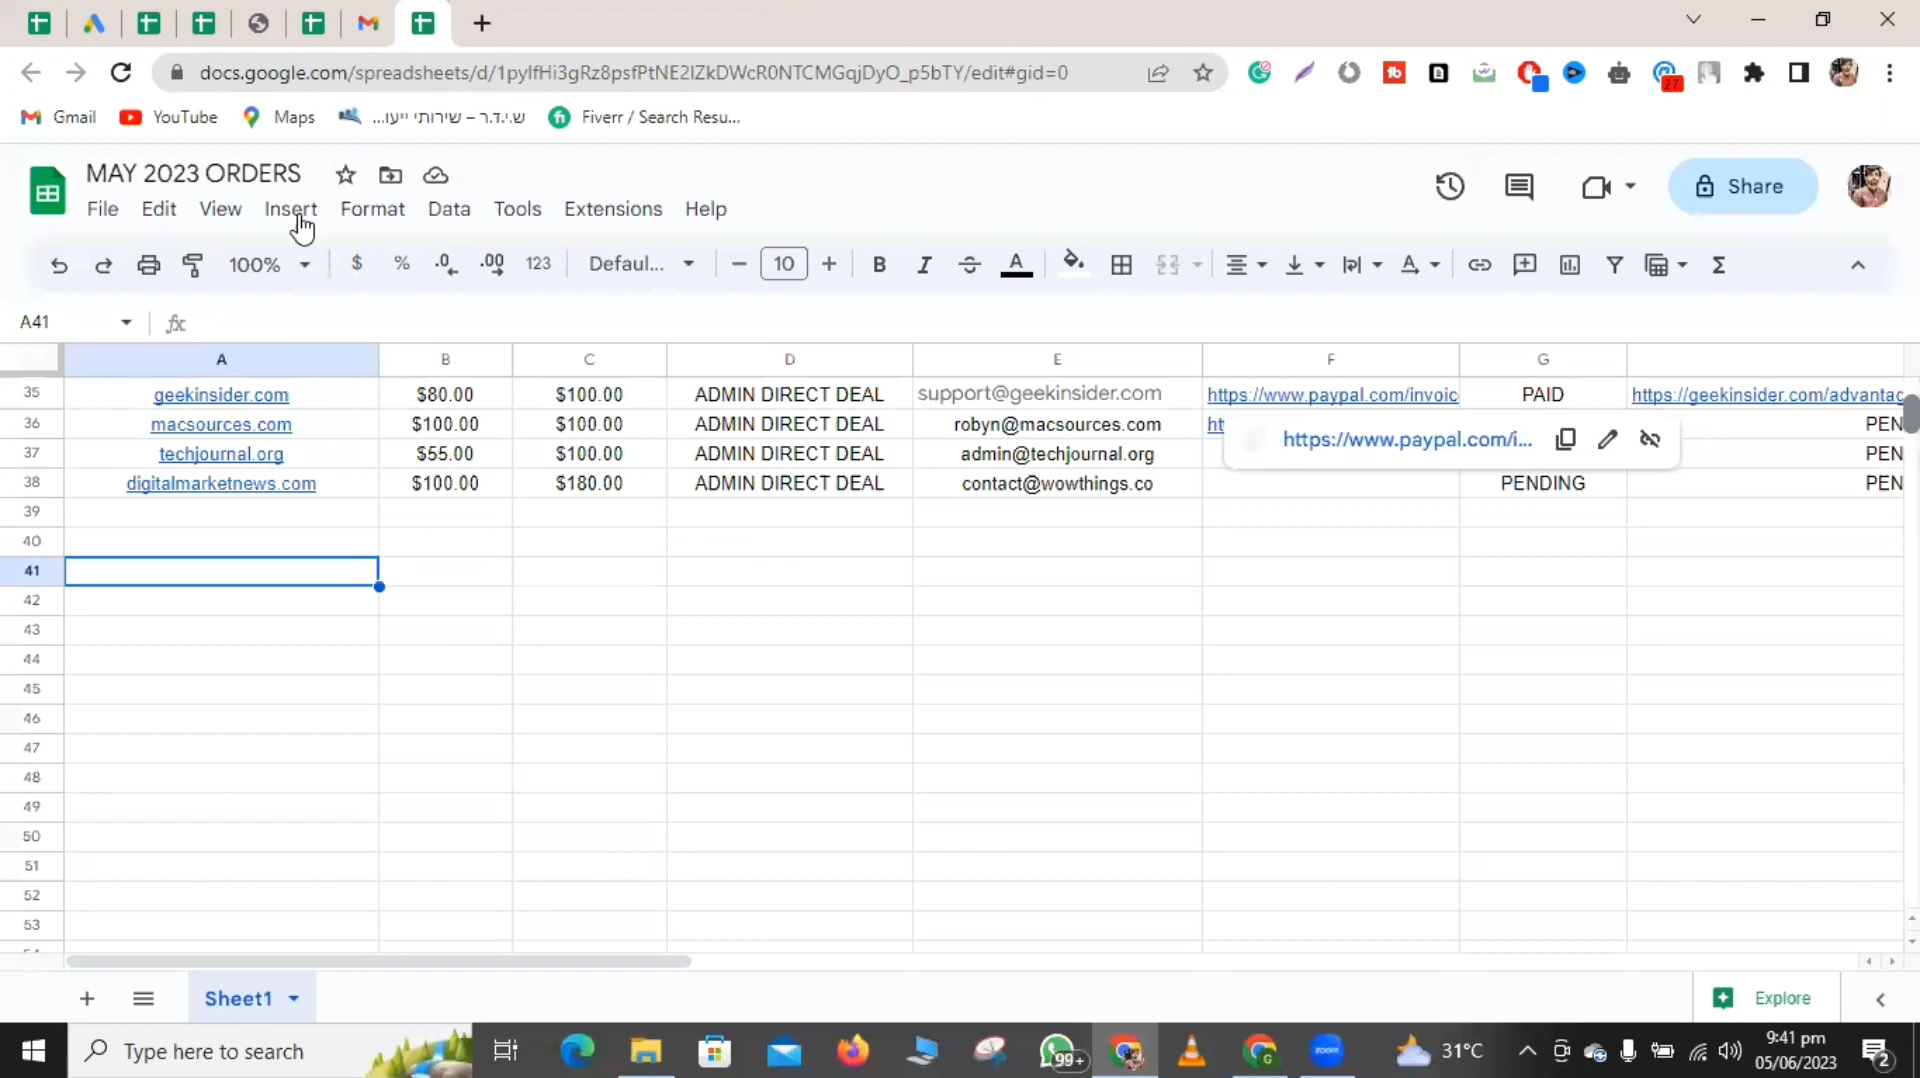 docs.google.com/spreadsheets/d/1pyIfHi3gRz8psfPtNE2IZkDWcR0NTCMGqjDyO_p5bTY/edit#gid=0
27
Gmail YouTube Maps ש.י.ד.ר – שירותי ייעו... Fiverr / Search Resu...
MAY 2023 ORDERS
Share
File Edit View Insert Format Data Tools Extensions Help
100% $ % .0 .00 123 Defaul... 10 B I A Σ
A41 fx
A B C D E F G
35 geekinsider.com $80.00 $100.00 ADMIN DIRECT DEAL support@geekinsider.com https://www.paypal.com/invoic PAID https://geekinsider.com/advantac
36 macsources.com $100.00 $100.00 ADMIN DIRECT DEAL robyn@macsources.com ht PEN
https://www.paypal.com/i...
37 techjournal.org $55.00 $100.00 ADMIN DIRECT DEAL admin@techjournal.org PEN
38 digitalmarketnews.com $100.00 $180.00 ADMIN DIRECT DEAL contact@wowthings.co PENDING PEN
39
40
41
42
43
44
45
46
47
48
49
50
51
52
53
Sheet1 Explore
Type here to search 99+ zoom 31°C 9:41 pm
05/06/2023 2